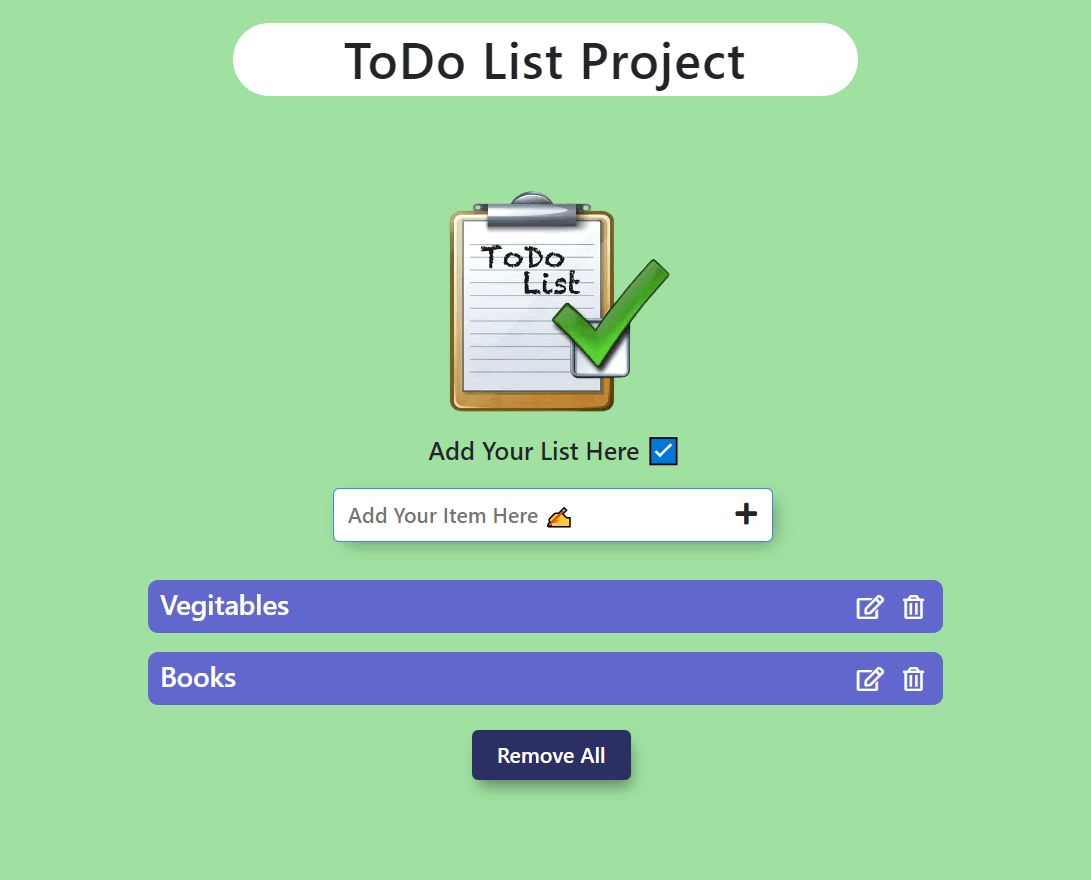 ToDo List Project
ToDo
List
Add Your List Here ✅
Add Your Item Here ✍
Vegitables
Books
Remove All